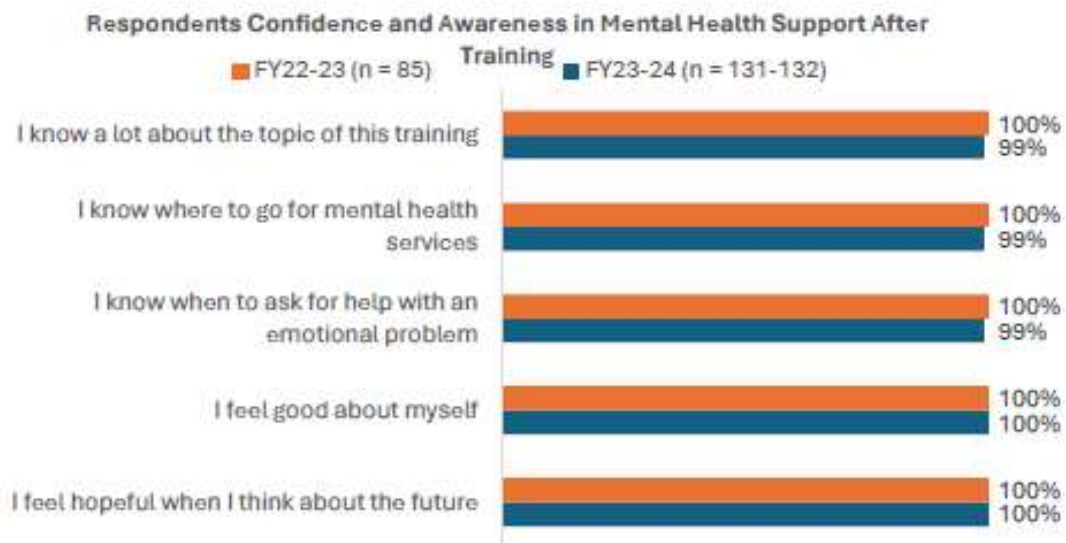 Respondents Confidence and Awareness in Mental Health Support After
Training
FY22-23 (n = 85)
FY23-24 (n = 131-132)
I know a lot about the topic of this training
100%
99%
I know where to go for mental health
services
100%
99%
I know when to ask for help with an
emotional problem
100%
99%
I feel good about myself
100%
100%
I feel hopeful when I think about the future
100%
100%